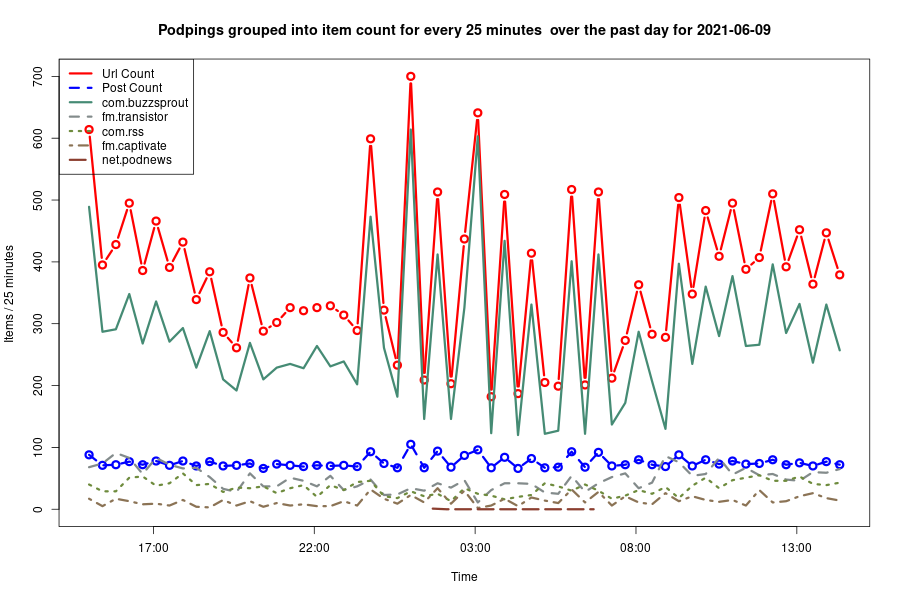 Podpings grouped into item count for every 25 minutes  over the past day for 2021-06-09
Url Count
Post Count
com.buzzsprout
fm.transistor
com.rss
fm.captivate
net.podnews
Items / 25 minutes
700
600
500
400
300
200
100
0
17:00 22:00 03:00 08:00 13:00
Time